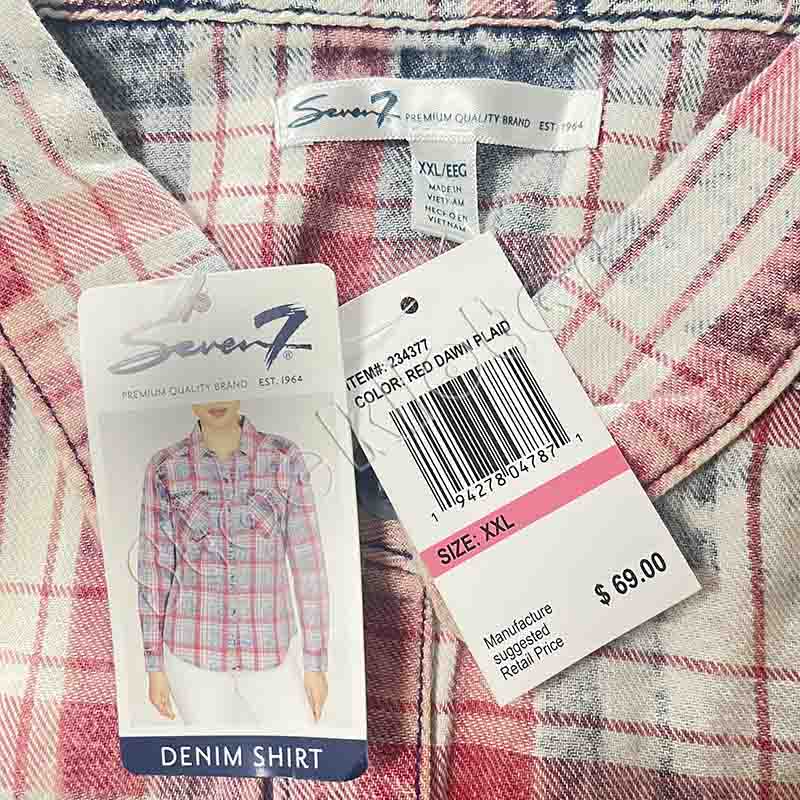 Seven7 PREMIUM QUALITY BRAND EST. 1964
XXL/EEG
MADE IN
VIETNAM
HECHO EN
VIETNAM
Seven7®
PREMIUM QUALITY BRAND EST. 1964
DENIM SHIRT
ITEM#: 234377
COLOR: RED DAWN PLAID
1 94278 04787 1
SIZE: XXL
$ 69.00
Manufacture
suggested
Retail Price